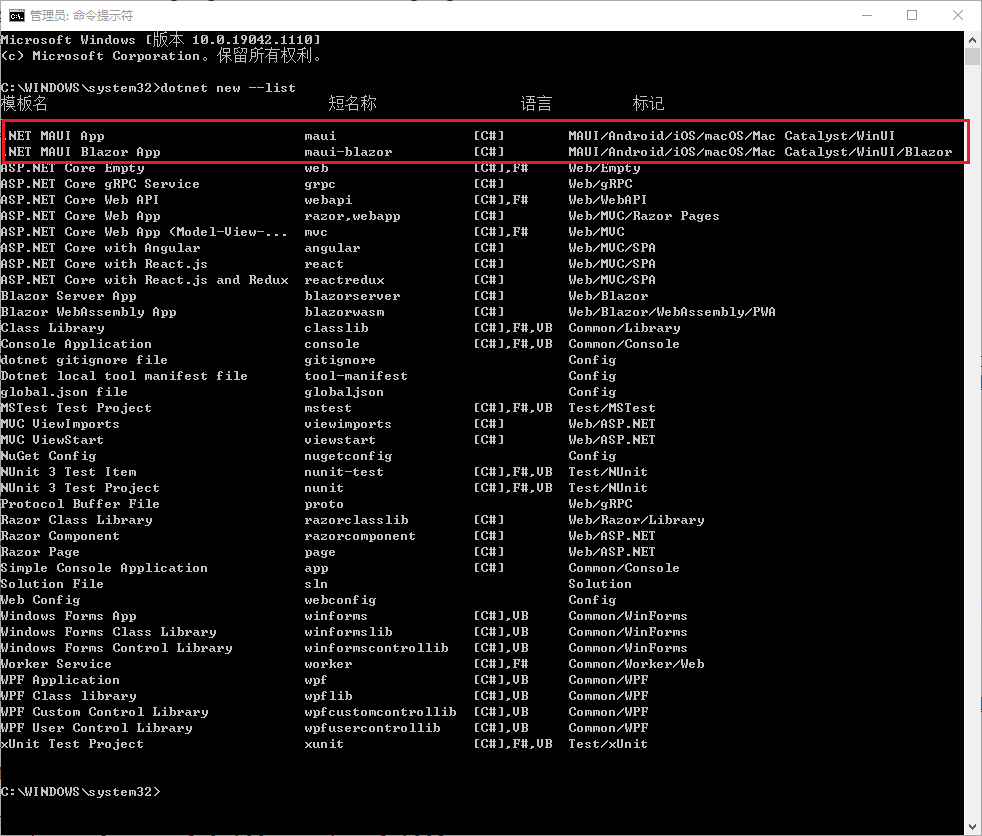 管理员: 命令提示符
Microsoft Windows [版本 10.0.19042.1110]
(c) Microsoft Corporation。保留所有权利。
C:\WINDOWS\system32>dotnet new --list
模板名 短名称 语言 标记
.NET MAUI App maui [C#] MAUI/Android/iOS/macOS/Mac Catalyst/WinUI
.NET MAUI Blazor App maui-blazor [C#] MAUI/Android/iOS/macOS/Mac Catalyst/WinUI/Blazor
ASP.NET Core Empty web [C#],F# Web/Empty
ASP.NET Core gRPC Service grpc [C#] Web/gRPC
ASP.NET Core Web API webapi [C#],F# Web/WebAPI
ASP.NET Core Web App razor,webapp [C#] Web/MVC/Razor Pages
ASP.NET Core Web App (Model-View-... mvc [C#],F# Web/MVC
ASP.NET Core with Angular angular [C#] Web/MVC/SPA
ASP.NET Core with React.js react [C#] Web/MVC/SPA
ASP.NET Core with React.js and Redux reactredux [C#] Web/MVC/SPA
Blazor Server App blazorserver [C#] Web/Blazor
Blazor WebAssembly App blazorwasm [C#] Web/Blazor/WebAssembly/PWA
Class Library classlib [C#],F#,VB Common/Library
Console Application console [C#],F#,VB Common/Console
dotnet gitignore file gitignore Config
Dotnet local tool manifest file tool-manifest Config
global.json file globaljson Config
MSTest Test Project mstest [C#],F#,VB Test/MSTest
MVC ViewImports viewimports [C#] Web/ASP.NET
MVC ViewStart viewstart [C#] Web/ASP.NET
NuGet Config nugetconfig Config
NUnit 3 Test Item nunit-test [C#],F#,VB Test/NUnit
NUnit 3 Test Project nunit [C#],F#,VB Test/NUnit
Protocol Buffer File proto Web/gRPC
Razor Class Library razorclasslib [C#] Web/Razor/Library
Razor Component razorcomponent [C#] Web/ASP.NET
Razor Page page [C#] Web/ASP.NET
Simple Console Application app [C#] Common/Console
Solution File sln Solution
Web Config webconfig Config
Windows Forms App winforms [C#],VB Common/WinForms
Windows Forms Class Library winformslib [C#],VB Common/WinForms
Windows Forms Control Library winformscontrollib [C#],VB Common/WinForms
Worker Service worker [C#],F# Common/Worker/Web
WPF Application wpf [C#],VB Common/WPF
WPF Class library wpflib [C#],VB Common/WPF
WPF Custom Control Library wpfcustomcontrollib [C#],VB Common/WPF
WPF User Control Library wpfusercontrollib [C#],VB Common/WPF
xUnit Test Project xunit [C#],F#,VB Test/xUnit
C:\WINDOWS\system32>